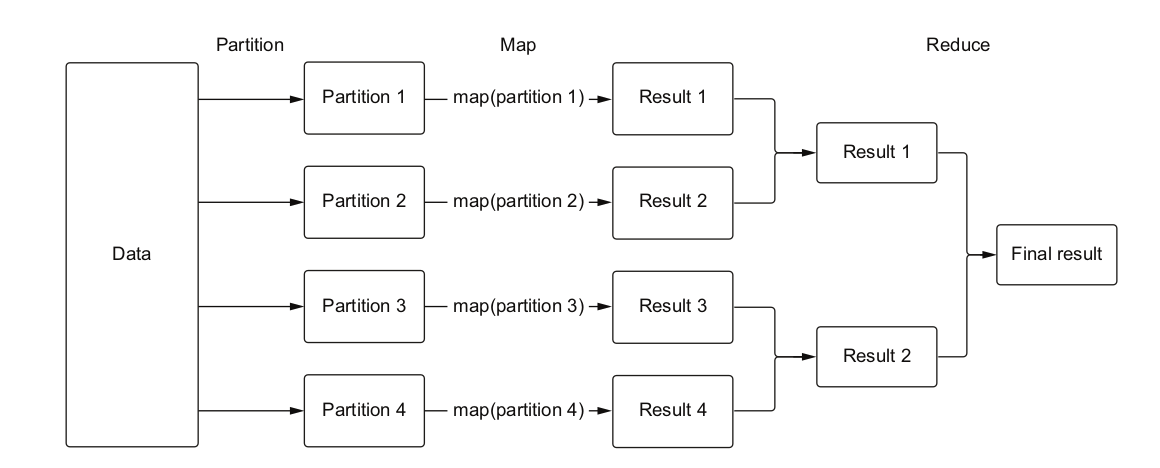 Partition
Map
Reduce
Data
Partition 1
map(partition 1)
Result 1
Partition 2
map(partition 2)
Result 2
Partition 3
map(partition 3)
Result 3
Partition 4
map(partition 4)
Result 4
Result 1
Result 2
Final result